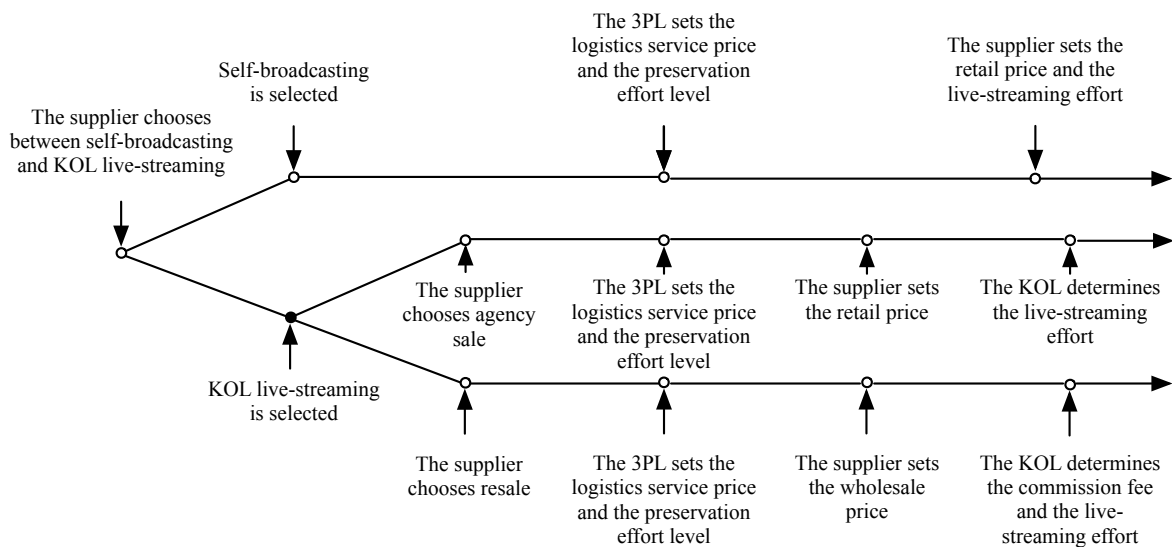 The supplier chooses
between self-broadcasting
and KOL live-streaming
Self-broadcasting
is selected
The 3PL sets the
logistics service price
and the preservation
effort level
The supplier sets the
retail price and the
live-streaming effort
KOL live-streaming
is selected
The supplier
chooses agency
sale
The 3PL sets the
logistics service price
and the preservation
effort level
The supplier sets
the retail price
The KOL determines
the live-streaming
effort
The supplier
chooses resale
The 3PL sets the
logistics service price
and the preservation
effort level
The supplier sets
the wholesale
price
The KOL determines
the commission fee
and the live-
streaming effort